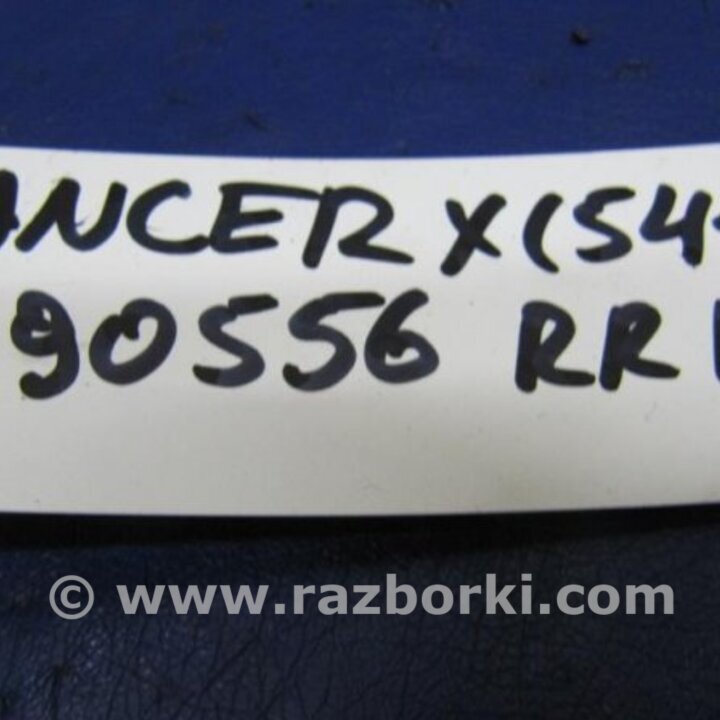 ANCER X (54
90556 RR
© www.razborki.com